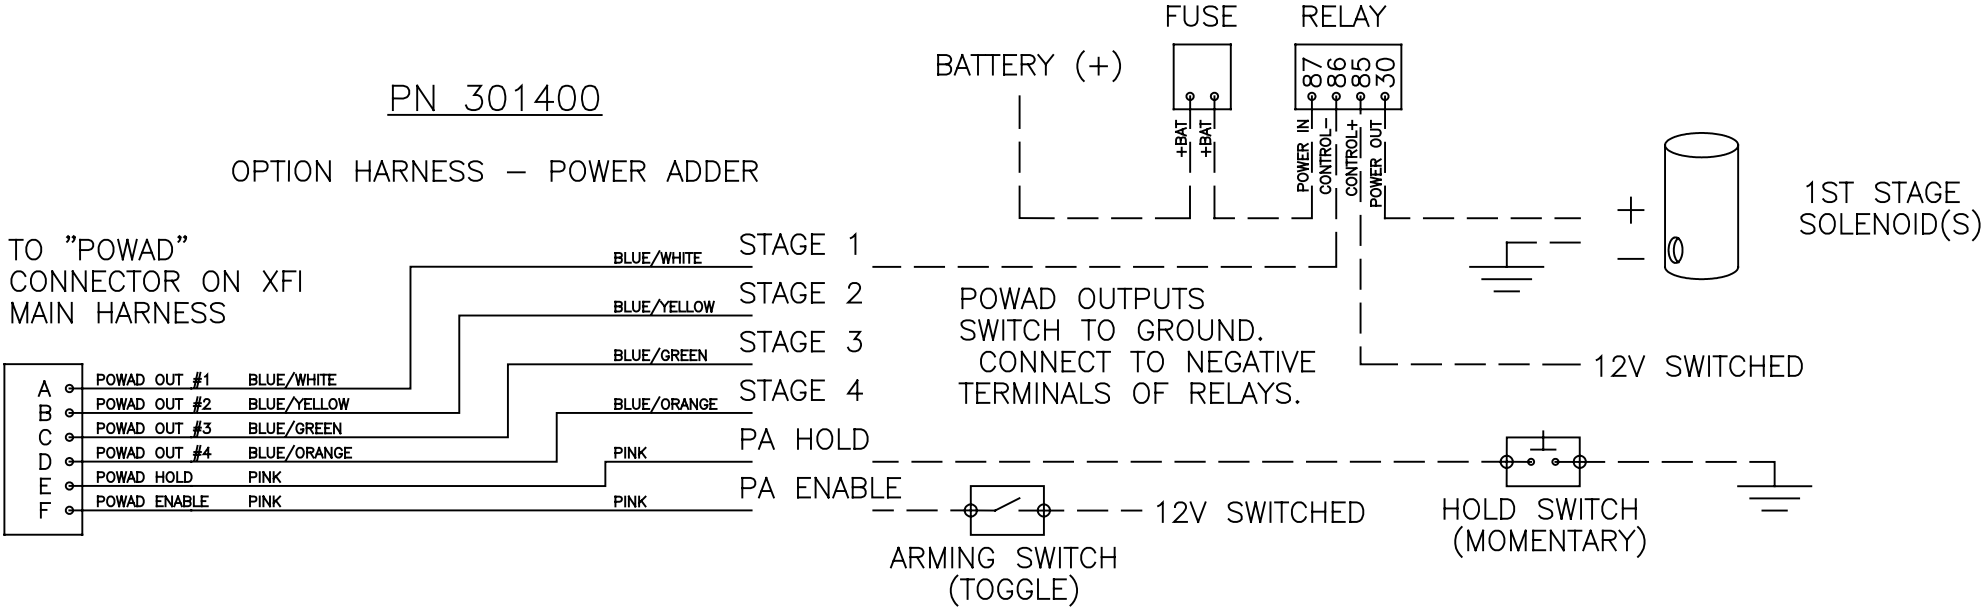 FUSE
RELAY
BATTERY (+)
87
86
85
30
PN 301400
+BAT
+BAT
POWER IN
CONTROL-
CONTROL+
POWER OUT
OPTION HARNESS - POWER ADDER
1ST STAGE
SOLENOID(S)
+
-
TO "POWAD"
CONNECTOR ON XFI
MAIN HARNESS
BLUE/WHITE
STAGE 1
BLUE/YELLOW
STAGE 2
BLUE/GREEN
STAGE 3
BLUE/ORANGE
STAGE 4
PINK
PA HOLD
PINK
PA ENABLE
POWAD OUTPUTS
SWITCH TO GROUND.
CONNECT TO NEGATIVE
TERMINALS OF RELAYS.
12V SWITCHED
A POWAD OUT #1 BLUE/WHITE
B POWAD OUT #2 BLUE/YELLOW
C POWAD OUT #3 BLUE/GREEN
D POWAD OUT #4 BLUE/ORANGE
E POWAD HOLD PINK
F POWAD ENABLE PINK
12V SWITCHED
HOLD SWITCH
(MOMENTARY)
ARMING SWITCH
(TOGGLE)